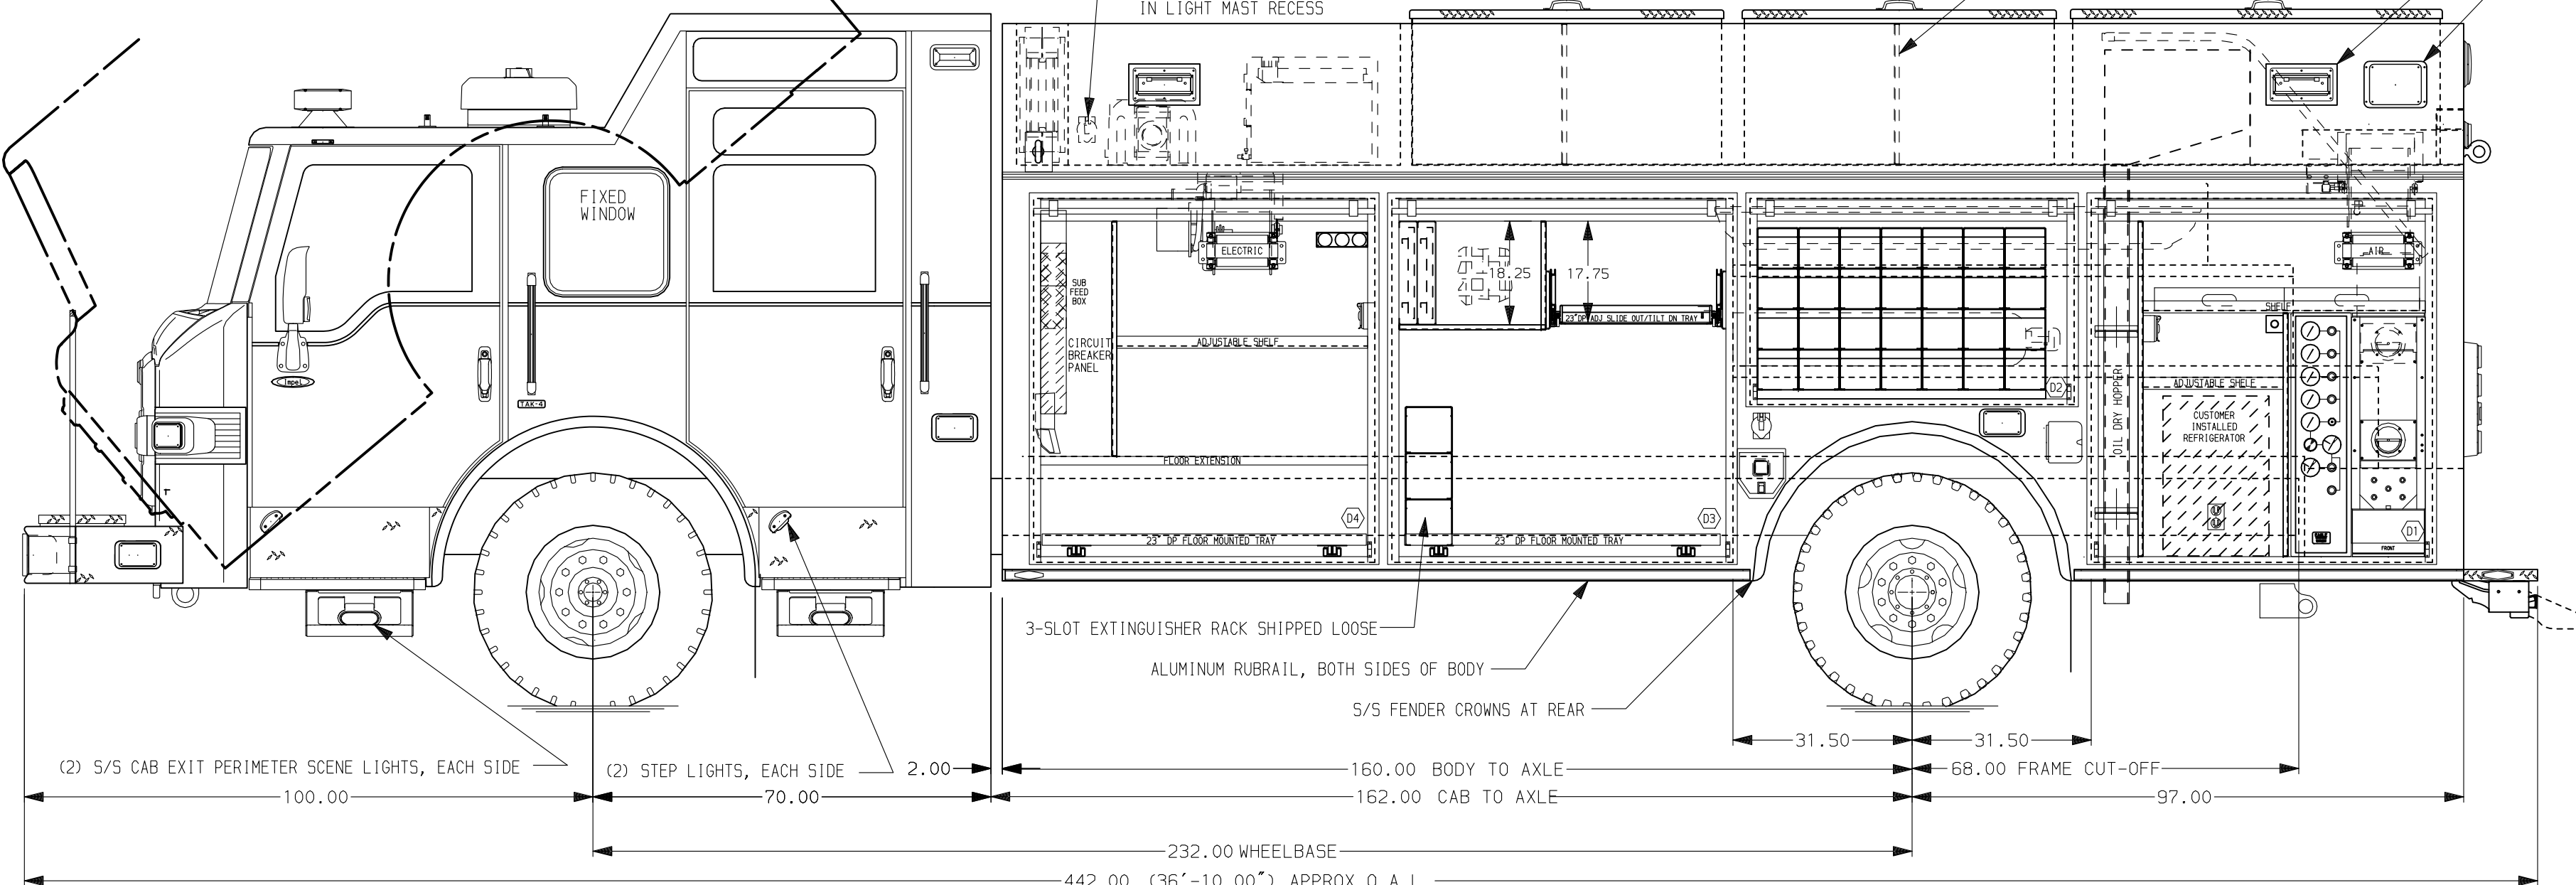 IN LIGHT MAST RECESS
FIXED
WINDOW
ELECTRIC
AIR
18.25
17.75
SUB
FEED
BOX
SHELF
23" DP ADJ SLIDE OUT/TILT DN TRAY
CIRCUIT
BREAKER
PANEL
ADJUSTABLE SHELF
Impel
TAK-4
D2
OIL DRY HOPPER
ADJUSTABLE SHELF
CUSTOMER
INSTALLED
REFRIGERATOR
FLOOR EXTENSION
D4
D3
D1
23" DP FLOOR MOUNTED TRAY
23" DP FLOOR MOUNTED TRAY
FRONT
3-SLOT EXTINGUISHER RACK SHIPPED LOOSE
ALUMINUM RUBRAIL, BOTH SIDES OF BODY
S/S FENDER CROWNS AT REAR
31.50
31.50
(2) S/S CAB EXIT PERIMETER SCENE LIGHTS, EACH SIDE
(2) STEP LIGHTS, EACH SIDE
2.00
160.00 BODY TO AXLE
68.00 FRAME CUT-OFF
100.00
70.00
162.00 CAB TO AXLE
97.00
232.00 WHEELBASE
442.00 (36'-10.00") APPROX O.A.L.